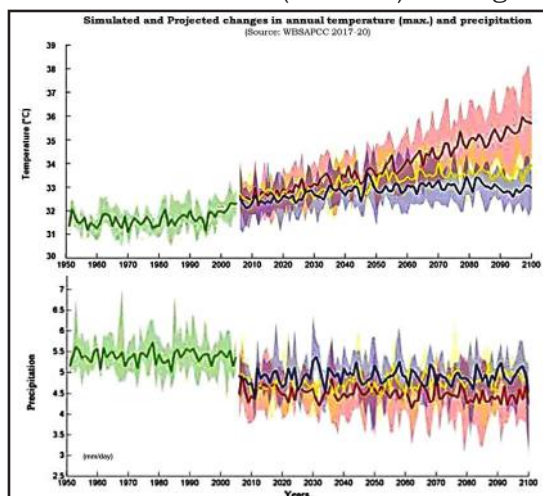 Simulated and Projected changes in annual temperature (max.) and precipitation
(Source: WBSAPCC 2017-20)
Temperature (°C)
39
38
37
36
35
34
33
32
31
30
1950 1960 1970 1980 1990 2000 2010 2020 2030 2040 2050 2060 2070 2080 2090 2100
Precipitation
7
6.5
6
5.5
5
4.5
4
3.5
3
2.5
(mm/day)
1950 1960 1970 1980 1990 2000 2010 2020 2030 2040 2050 2060 2070 2080 2090 2100
Years